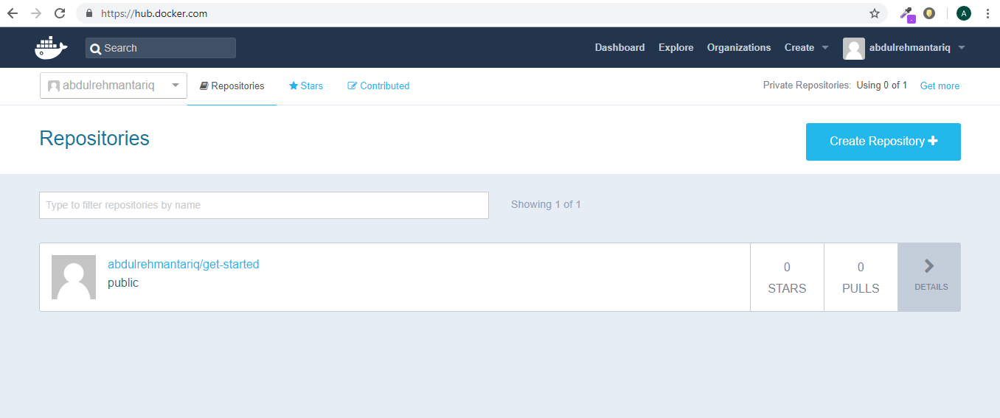 https://hub.docker.com
A
Search
Dashboard Explore Organizations Create abdulrehmantariq
abdulrehmantariq Repositories Stars Contributed Private Repositories: Using 0 of 1 Get more
Repositories
Create Repository
Type to filter repositories by name
Showing 1 of 1
abdulrehmantariq/get-started
public
0
STARS
0
PULLS
DETAILS